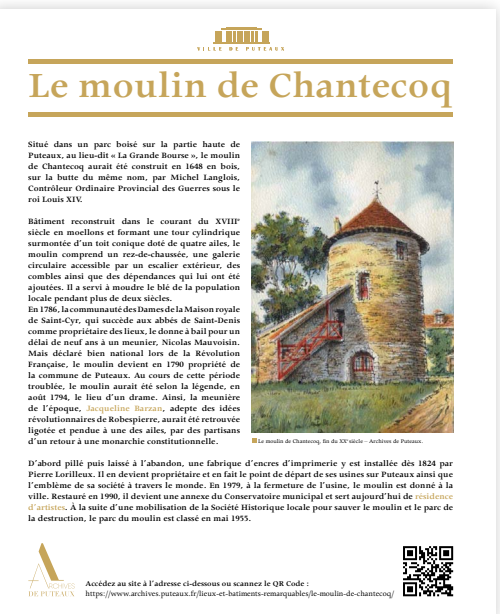 VILLE DE PUTEAUX
Le moulin de Chantecoq
Situé dans un parc boisé sur la partie haute de
Puteaux, au lieu-dit « La Grande Bourse », le moulin
de Chantecoq aurait été construit en 1648 en bois,
sur la butte du même nom, par Michel Langlois,
Contrôleur Ordinaire Provincial des Guerres sous le
roi Louis XIV.
Bâtiment reconstruit dans le courant du XVIIIe
siècle en moellons et formant une tour cylindrique
surmontée d'un toit conique doté de quatre ailes, le
moulin comprend un rez-de-chaussée, une galerie
circulaire accessible par un escalier extérieur, des
combles ainsi que des dépendances qui lui ont été
ajoutées. Il a servi à moudre le blé de la population
locale pendant plus de deux siècles.
En 1786, la communauté des Dames de la Maison royale
de Saint-Cyr, qui succède aux abbés de Saint-Denis
comme propriétaire des lieux, le donne à bail pour un
délai de neuf ans à un meunier, Nicolas Mauvoisin.
Mais déclaré bien national lors de la Révolution
Française, le moulin devient en 1790 propriété de
la commune de Puteaux. Au cours de cette période
troublée, le moulin aurait été selon la légende, en
août 1794, le lieu d'un drame. Ainsi, la meunière
de l'époque, Jacqueline Barzan, adepte des idées
révolutionnaires de Robespierre, aurait été retrouvée
ligotée et pendue à une des ailes, par des partisans
d'un retour à une monarchie constitutionnelle.
Le moulin de Chantecoq, fin du XXe siècle – Archives de Puteaux.
D'abord pillé puis laissé à l'abandon, une fabrique d'encres d'imprimerie y est installée dès 1824 par
Pierre Lorilleux. Il en devient propriétaire et en fait le point de départ de ses usines sur Puteaux ainsi que
l'emblème de sa société à travers le monde. En 1979, à la fermeture de l'usine, le moulin est donné à la
ville. Restauré en 1990, il devient une annexe du Conservatoire municipal et sert aujourd'hui de résidence
d'artistes. À la suite d'une mobilisation de la Société Historique locale pour sauver le moulin et le parc de
la destruction, le parc du moulin est classé en mai 1955.
ARCHIVES
DE PUTEAUX
Accédez au site à l'adresse ci-dessous ou scannez le QR Code :
https://www.archives.puteaux.fr/lieux-et-batiments-remarquables/le-moulin-de-chantecoq/